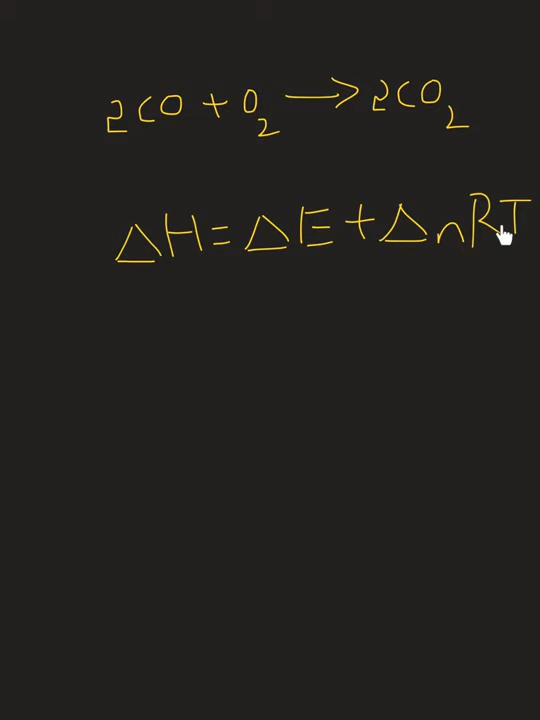 2CO + O₂ → 2CO₂
ΔH = ΔE + ΔnRT